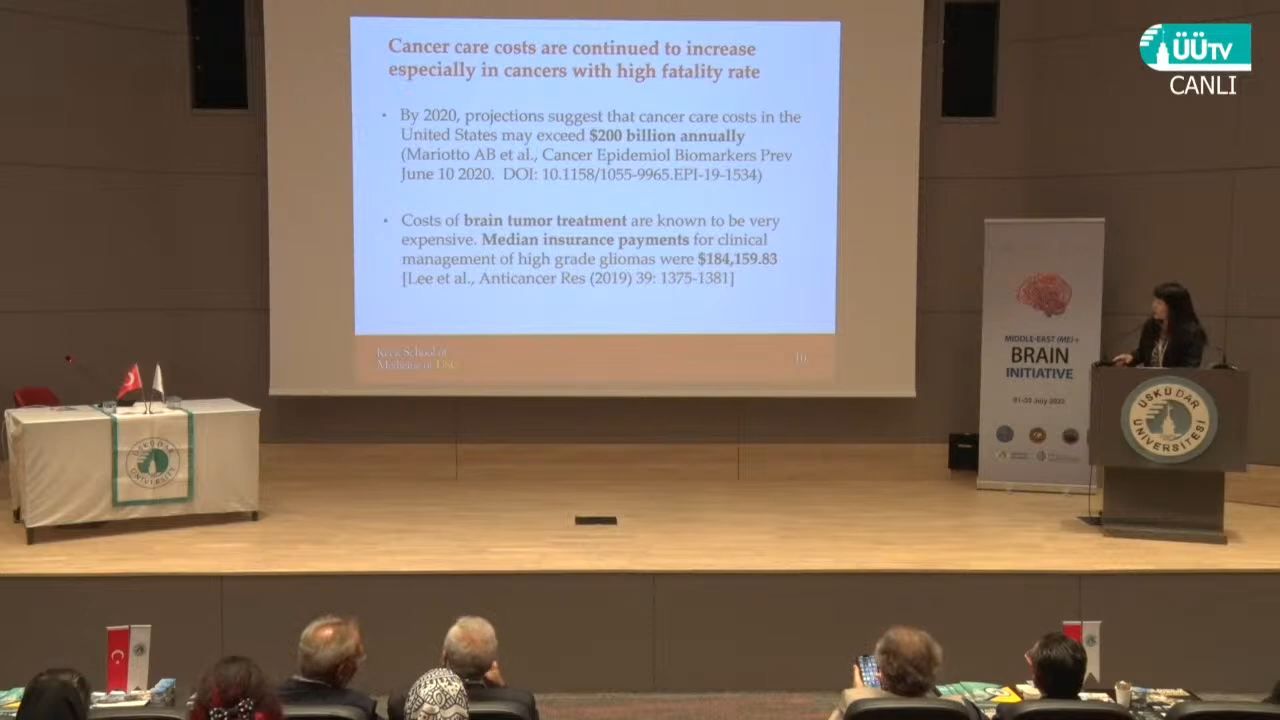 Cancer care costs are continued to increase
especially in cancers with high fatality rate
• By 2020, projections suggest that cancer care costs in the
United States may exceed $200 billion annually
(Mariotto AB et al., Cancer Epidemiol Biomarkers Prev
June 10 2020. DOI: 10.1158/1055-9965.EPI-19-1534)
• Costs of brain tumor treatment are known to be very
expensive. Median insurance payments for clinical
management of high grade gliomas were $184,159.83
[Lee et al., Anticancer Res (2019) 39: 1375-1381]
Keck School of
Medicine of USC
10
ÜÜTV
CANLI
MIDDLE-EAST (ME)+
BRAIN
INITIATIVE
ÜSKÜDAR
ÜNİVERSİTESİ
ÜSKÜDAR
UNIVERSITY